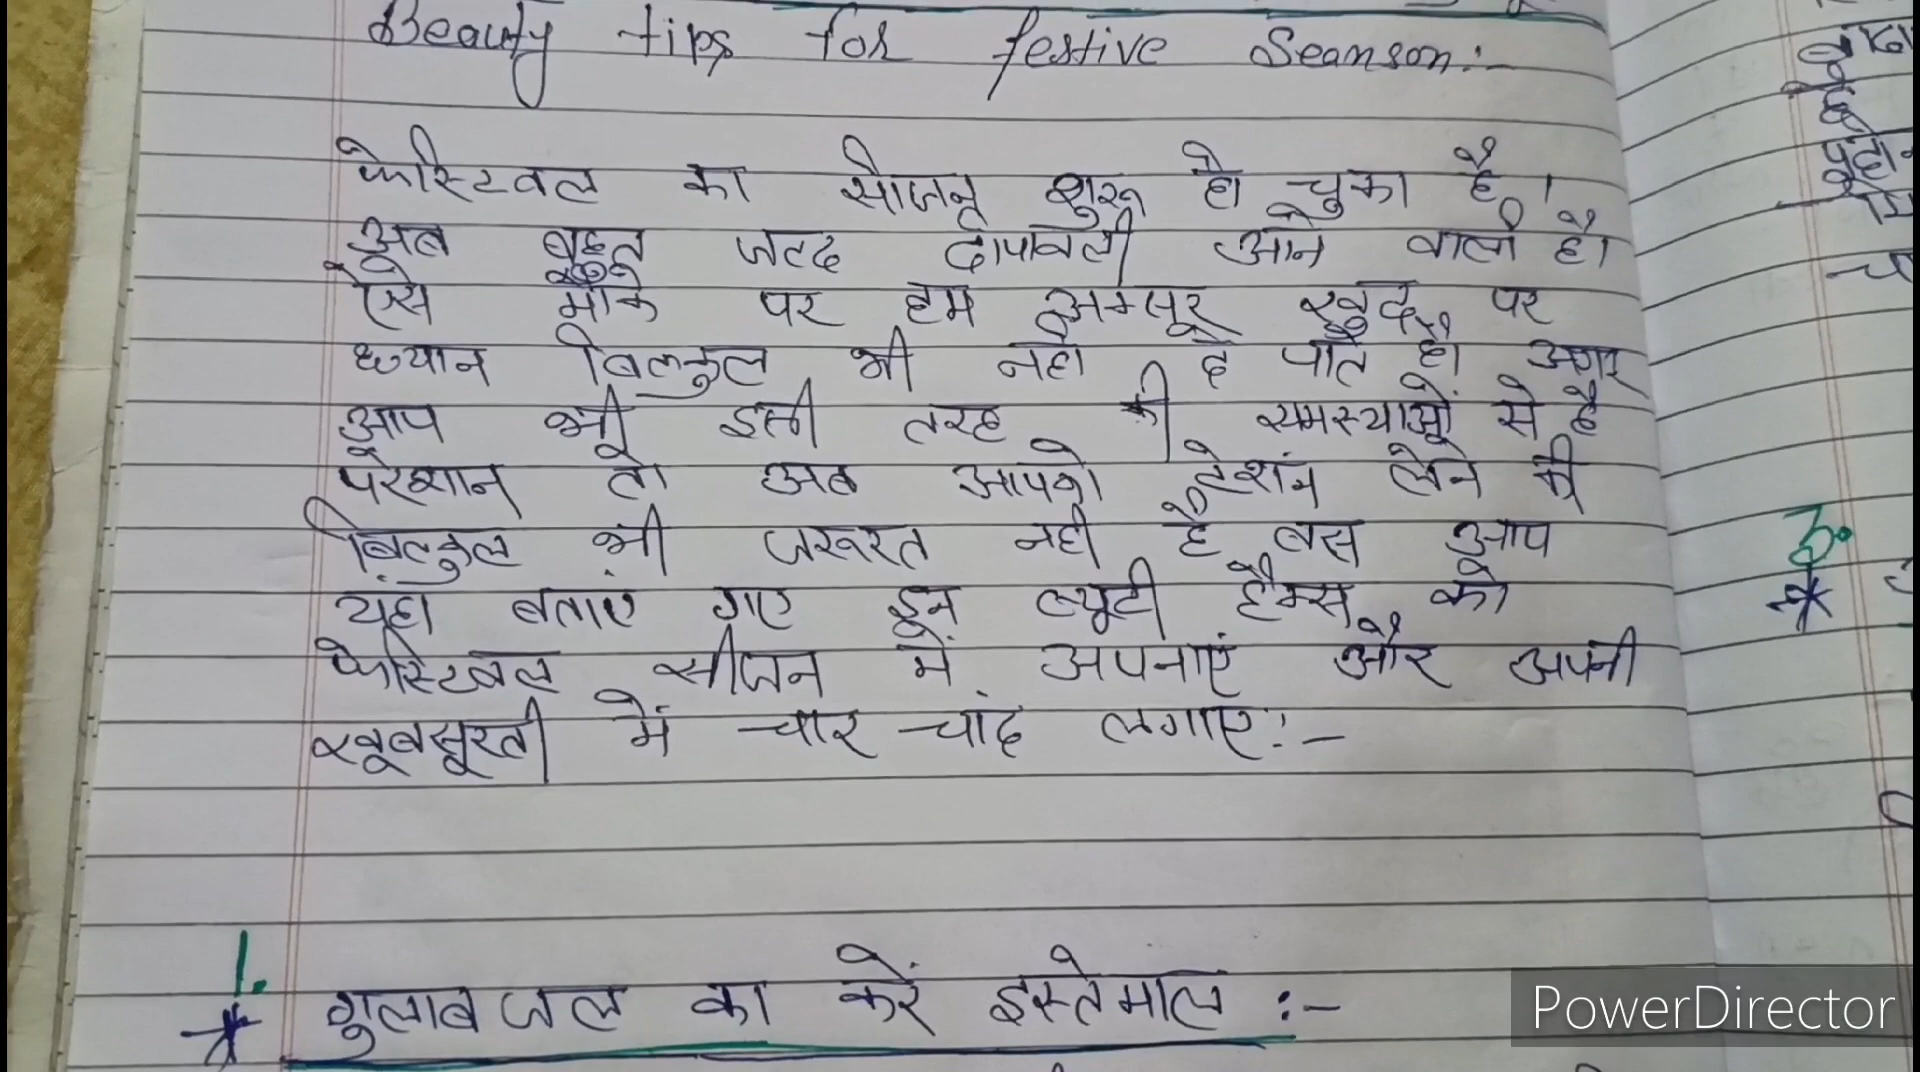 Beauty tips for festive Seanson:-
फेस्टिवल का सीजन शुरू हो चुका है।
अब बहुत जल्द दीपावली आने वाली है।
ऐसे मौके पर हम अक्सर खुद पर
ध्यान बिलकुल भी नहीं दे पाते है। अगर
आप भी इसी तरह की समस्याओं से है
परेशान तो अब आपको टेशन लेने की
बिल्कुल भी जरूरत नही है बस आप
यहां बताएं गए इन ब्यूटी को
फेस्टिवल सीजन में अपनाएं और अपनी
खूबसूरती में चार चांद लगाए:-
1.
* गुलाब जल का करें इस्तेमाल :-
3.
*
PowerDirector